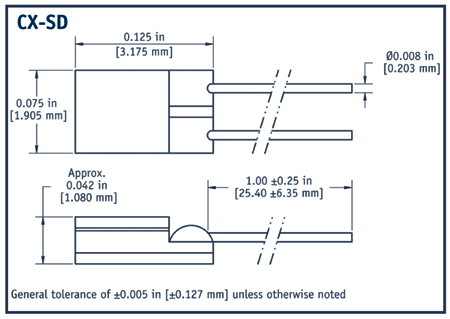 CX-SD
0.125 in
[3.175 mm]
Ø0.008 in
[0.203 mm]
0.075 in
[1.905 mm]
Approx.
0.042 in
[1.080 mm]
1.00 ±0.25 in
[25.40 ±6.35 mm]
General tolerance of ±0.005 in [±0.127 mm] unless otherwise noted